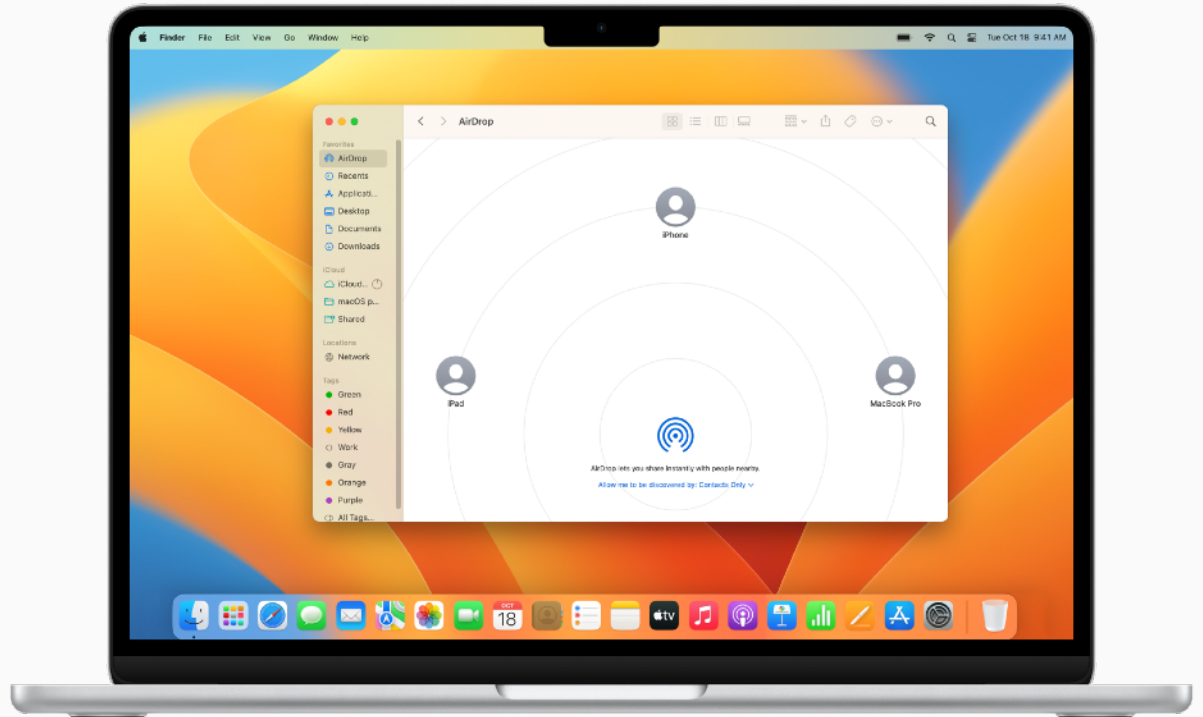 Finder File Edit View Go Window Help
Tue Oct 18 9:41 AM
AirDrop
Favorites
AirDrop
Recents
Applicati...
Desktop
Documents
Downloads
iCloud
iCloud...
macOS p...
Shared
Locations
Network
Tags
Green
Red
Yellow
Work
Gray
Orange
Purple
All Tags...
iPhone
iPad
MacBook Pro
AirDrop lets you share instantly with people nearby.
Allow me to be discovered by: Contacts Only
OCT
18
tv